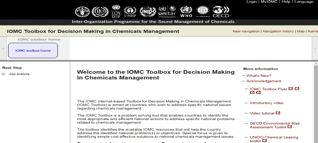 Login | MyIOMC | Help | Language
WHO
OECD
Inter-Organization Programme for the Sound Management of Chemicals
IOMC Toolbox for Decision Making in Chemicals Management
New navigation | Navigation history | Map | Home
IOMC toolbox home
IOMC toolbox home
Next Step
Welcome to the IOMC Toolbox for Decision Making
In Chemicals Management
The IOMC Internet-based Toolbox for Decision Making in Chemicals Management
(IOMC Toolbox) is aimed at countries who wish to address specific national issues
regarding chemicals management.
The IOMC Toolbox is a problem solving tool that enables countries to identify the
most appropriate and efficient national actions to address specific national problems
related to chemicals management.
The toolbox identifies the available IOMC resources that will help the country
address the identified national problem(s) or objectives. Special focus is given to
identifying simple cost effective solutions to national chemicals management issues.
More Information
What's New?
Acknowledgement
IOMC Toolbox Flyer
Introductory video
Video tutorial
OECD Environmental Risk
Assessment Toolkit
UNIDO Chemical Leasing
toolkit